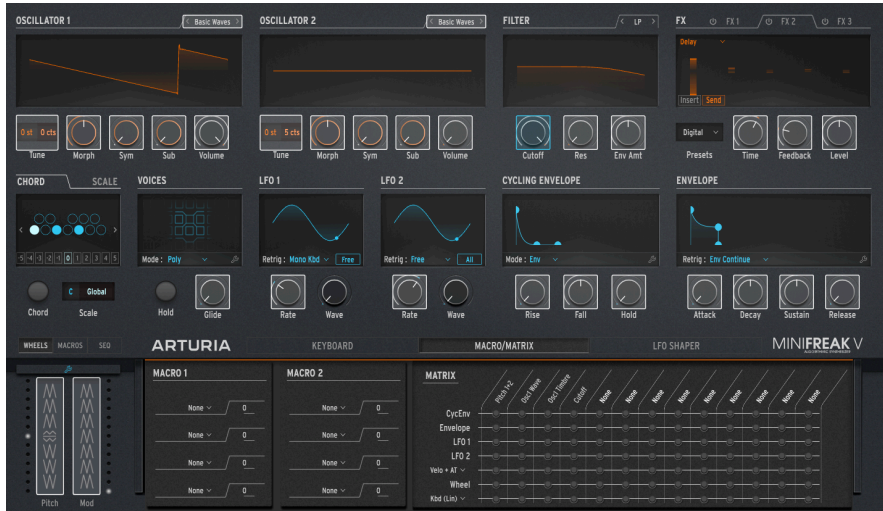 OSCILLATOR 1 < Basic Waves > OSCILLATOR 2 < Basic Waves > FILTER < LP > FX FX 1 FX 2 FX 3
Delay
Insert Send
0 st 0 cts 0 st 5 cts Digital
Tune Morph Sym Sub Volume Tune Morph Sym Sub Volume Cutoff Res Env Amt Presets Time Feedback Level
CHORD SCALE VOICES LFO 1 LFO 2 CYCLING ENVELOPE ENVELOPE
-5 -4 -3 -2 -1 0 1 2 3 4 5 Mode : Poly Retrig : Mono Kbd Free Retrig : Free All Mode : Env Retrig : Env Continue
C Global
Chord Scale Hold Glide Rate Wave Rate Wave Rise Fall Hold Attack Decay Sustain Release
WHEELS MACROS SEQ ARTURIA KEYBOARD MACRO/MATRIX LFO SHAPER MINIFREAK V
MACRO 1 MACRO 2 MATRIX
Pitch 1+2 Osc1 Wave Osc1 Timbre Cutoff None None None None None None None None None
None 0 None 0 CycEnv
Envelope
None 0 None 0 LFO 1
LFO 2
None 0 None 0 Velo + AT
Wheel
None 0 None 0 Kbd (Lin)
Pitch Mod